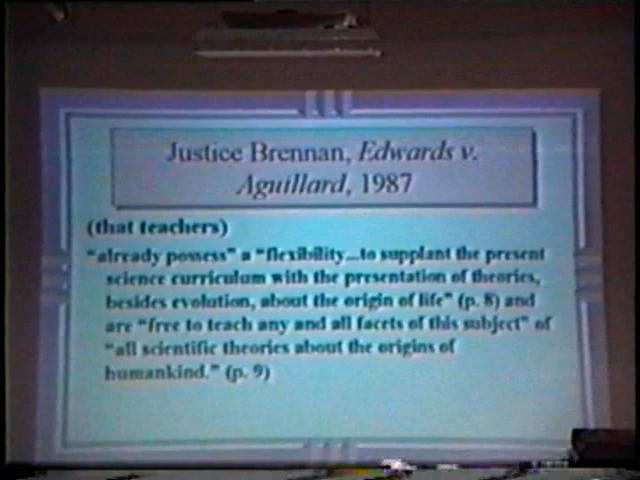 Justice Brennan, Edwards v.
Aguillard, 1987
(that teachers)
“already possess” a “flexibility...to supplant the present
science curriculum with the presentation of theories,
besides evolution, about the origin of life” (p. 8) and
are “free to teach any and all facets of this subject” of
“all scientific theories about the origins of
humankind.” (p. 9)